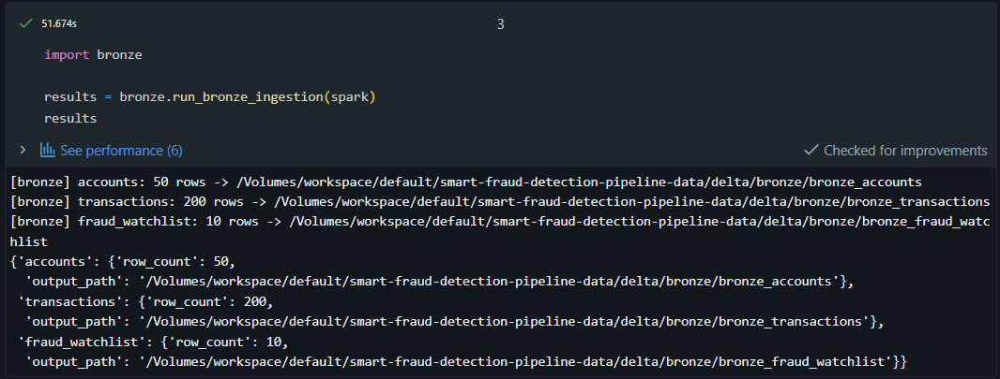 51.674s
3
import bronze
results = bronze.run_bronze_ingestion(spark)
results
See performance (6)
Checked for improvements
[bronze] accounts: 50 rows -> /Volumes/workspace/default/smart-fraud-detection-pipeline-data/delta/bronze/bronze_accounts
[bronze] transactions: 200 rows -> /Volumes/workspace/default/smart-fraud-detection-pipeline-data/delta/bronze/bronze_transactions
[bronze] fraud_watchlist: 10 rows -> /Volumes/workspace/default/smart-fraud-detection-pipeline-data/delta/bronze/bronze_fraud_watc
hlist
{'accounts': {'row_count': 50,
  'output_path': '/Volumes/workspace/default/smart-fraud-detection-pipeline-data/delta/bronze/bronze_accounts'},
 'transactions': {'row_count': 200,
  'output_path': '/Volumes/workspace/default/smart-fraud-detection-pipeline-data/delta/bronze/bronze_transactions'},
 'fraud_watchlist': {'row_count': 10,
  'output_path': '/Volumes/workspace/default/smart-fraud-detection-pipeline-data/delta/bronze/bronze_fraud_watchlist'}}